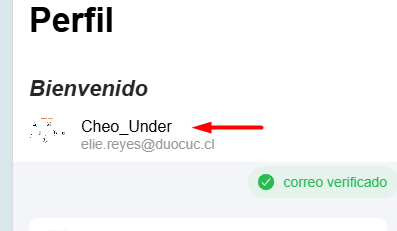 Perfil
Bienvenido
Cheo_Under
elie.reyes@duocuc.cl
correo verificado